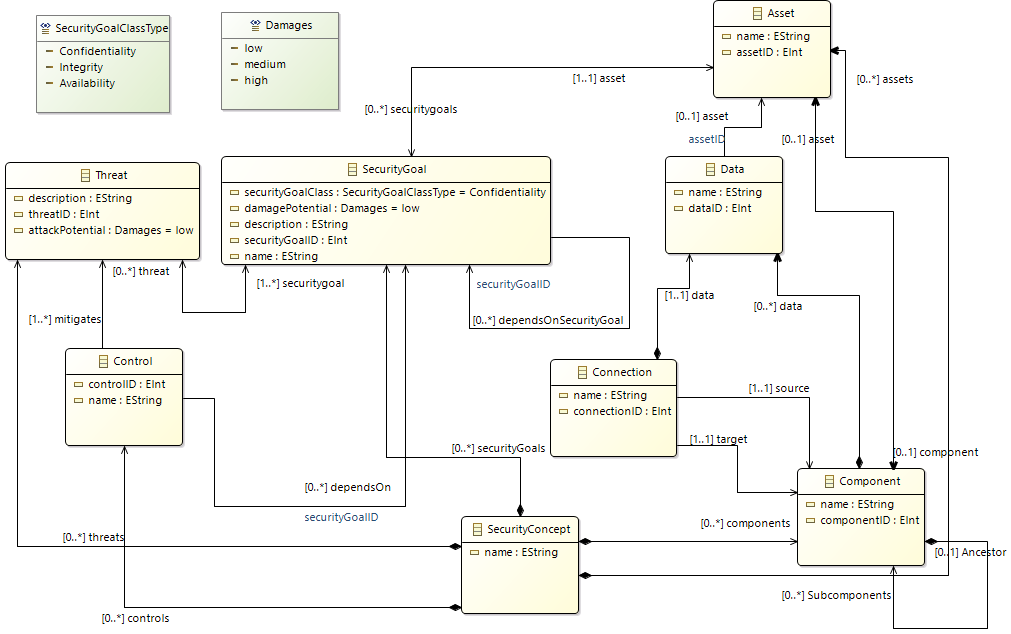 SecurityGoalClassType
Confidentiality
Integrity
Availability
Damages
low
medium
high
Asset
name : EString
assetID : EInt
[1..1] asset
[0..*] assets
[0..*] securitygoals
[0..1] asset
assetID
[0..1] asset
Threat
description : EString
threatID : EInt
attackPotential : Damages = low
SecurityGoal
securityGoalClass : SecurityGoalClassType = Confidentiality
damagePotential : Damages = low
description : EString
securityGoalID : EInt
name : EString
Data
name : EString
dataID : EInt
[0..*] threat
[1..*] securitygoal
securityGoalID
[0..*] dependsOnSecurityGoal
[1..1] data
[0..*] data
[1..*] mitigates
Control
controlID : EInt
name : EString
Connection
name : EString
connectionID : EInt
[1..1] source
[1..1] target
[0..*] securityGoals
[0..1] component
[0..*] dependsOn
securityGoalID
Component
name : EString
componentID : EInt
[0..*] threats
SecurityConcept
name : EString
[0..*] components
[0..1] Ancestor
[0..*] Subcomponents
[0..*] controls